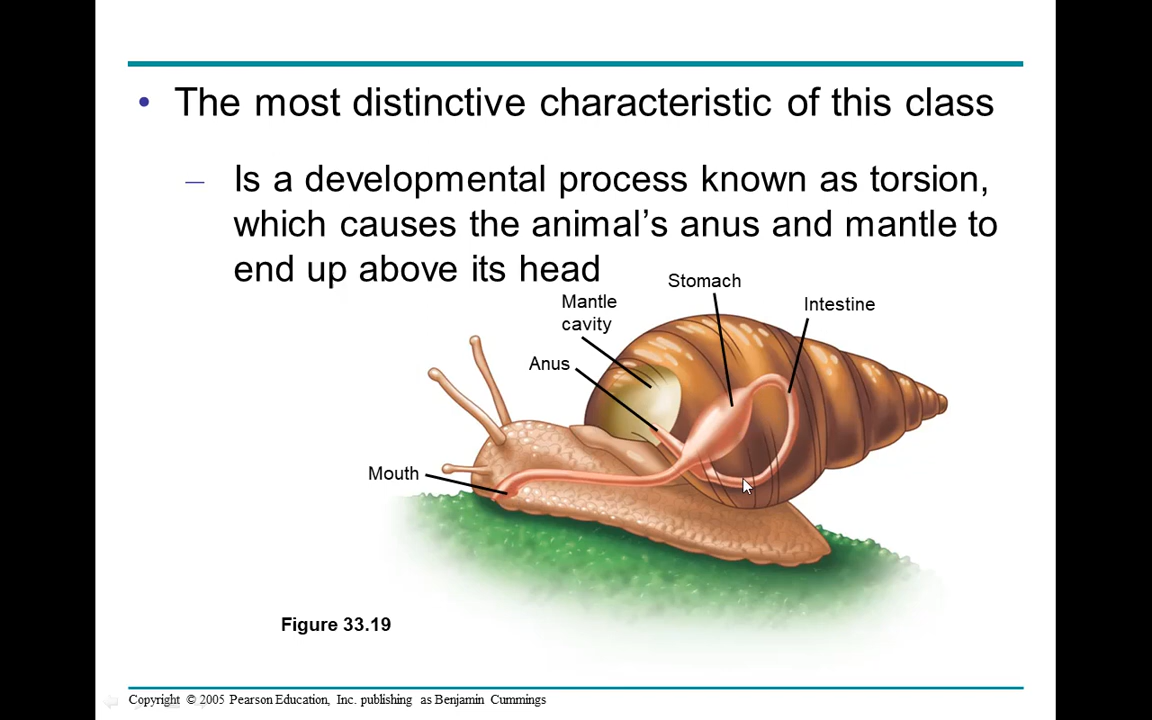 • The most distinctive characteristic of this class
– Is a developmental process known as torsion,
which causes the animal’s anus and mantle to
end up above its head
Stomach
Mantle
cavity
Intestine
Anus
Mouth
Figure 33.19
Copyright © 2005 Pearson Education, Inc. publishing as Benjamin Cummings